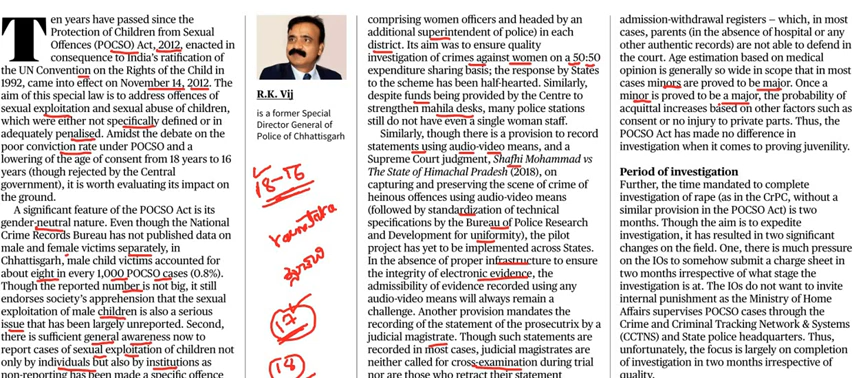 Ten years have passed since the
Protection of Children from Sexual
Offences (POCSO) Act, 2012, enacted in
consequence to India's ratification of
the UN Convention on the Rights of the Child in
1992, came into effect on November 14, 2012. The
aim of this special law is to address offences of
sexual exploitation and sexual abuse of children,
which were either not specifically defined or in
adequately penalised. Amidst the debate on the
poor conviction rate under POCSO and a
lowering of the age of consent from 18 years to 16
years (though rejected by the Central
government), it is worth evaluating its impact on
the ground.
A significant feature of the POCSO Act is its
gender-neutral nature. Even though the National
Crime Records Bureau has not published data on
male and female victims separately, in
Chhattisgarh, male child victims accounted for
about eight in every 1,000 POCSO cases (0.8%).
Though the reported number is not big, it still
endorses society's apprehension that the sexual
exploitation of male children is also a serious
issue that has been largely unreported. Second,
there is sufficient general awareness now to
report cases of sexual exploitation of children not
only by individuals but also by institutions as
non-reporting has been made a specific offence
R.K. Vij
is a former Special
Director General of
Police of Chhattisgarh
18-16
17
18
comprising women officers and headed by an
additional superintendent of police) in each
district. Its aim was to ensure quality
investigation of crimes against women on a 50:50
expenditure sharing basis; the response by States
to the scheme has been half-hearted. Similarly,
despite funds being provided by the Centre to
strengthen mahila desks, many police stations
still do not have even a single woman staff.
Similarly, though there is a provision to record
statements using audio-video means, and a
Supreme Court judgment, Shafhi Mohammad vs
The State of Himachal Pradesh (2018), on
capturing and preserving the scene of crime of
heinous offences using audio-video means
(followed by standardization of technical
specifications by the Bureau of Police Research
and Development for uniformity), the pilot
project has yet to be implemented across States.
In the absence of proper infrastructure to ensure
the integrity of electronic evidence, the
admissibility of evidence recorded using any
audio-video means will always remain a
challenge. Another provision mandates the
recording of the statement of the prosecutrix by a
judicial magistrate. Though such statements are
recorded in most cases, judicial magistrates are
neither called for cross-examination during trial
nor are those who retract their statement
admission-withdrawal registers — which, in most
cases, parents (in the absence of hospital or any
other authentic records) are not able to defend in
the court. Age estimation based on medical
opinion is generally so wide in scope that in most
cases minors are proved to be major. Once a
minor is proved to be a major, the probability of
acquittal increases based on other factors such as
consent or no injury to private parts. Thus, the
POCSO Act has made no difference in
investigation when it comes to proving juvenility.
Period of investigation
Further, the time mandated to complete
investigation of rape (as in the CrPC, without a
similar provision in the POCSO Act) is two
months. Though the aim is to expedite
investigation, it has resulted in two significant
changes on the field. One, there is much pressure
on the IOs to somehow submit a charge sheet in
two months irrespective of what stage the
investigation is at. The IOs do not want to invite
internal punishment as the Ministry of Home
Affairs supervises POCSO cases through the
Crime and Criminal Tracking Network & Systems
(CCTNS) and State police headquarters. Thus,
unfortunately, the focus is largely on completion
of investigation in two months irrespective of
quality.